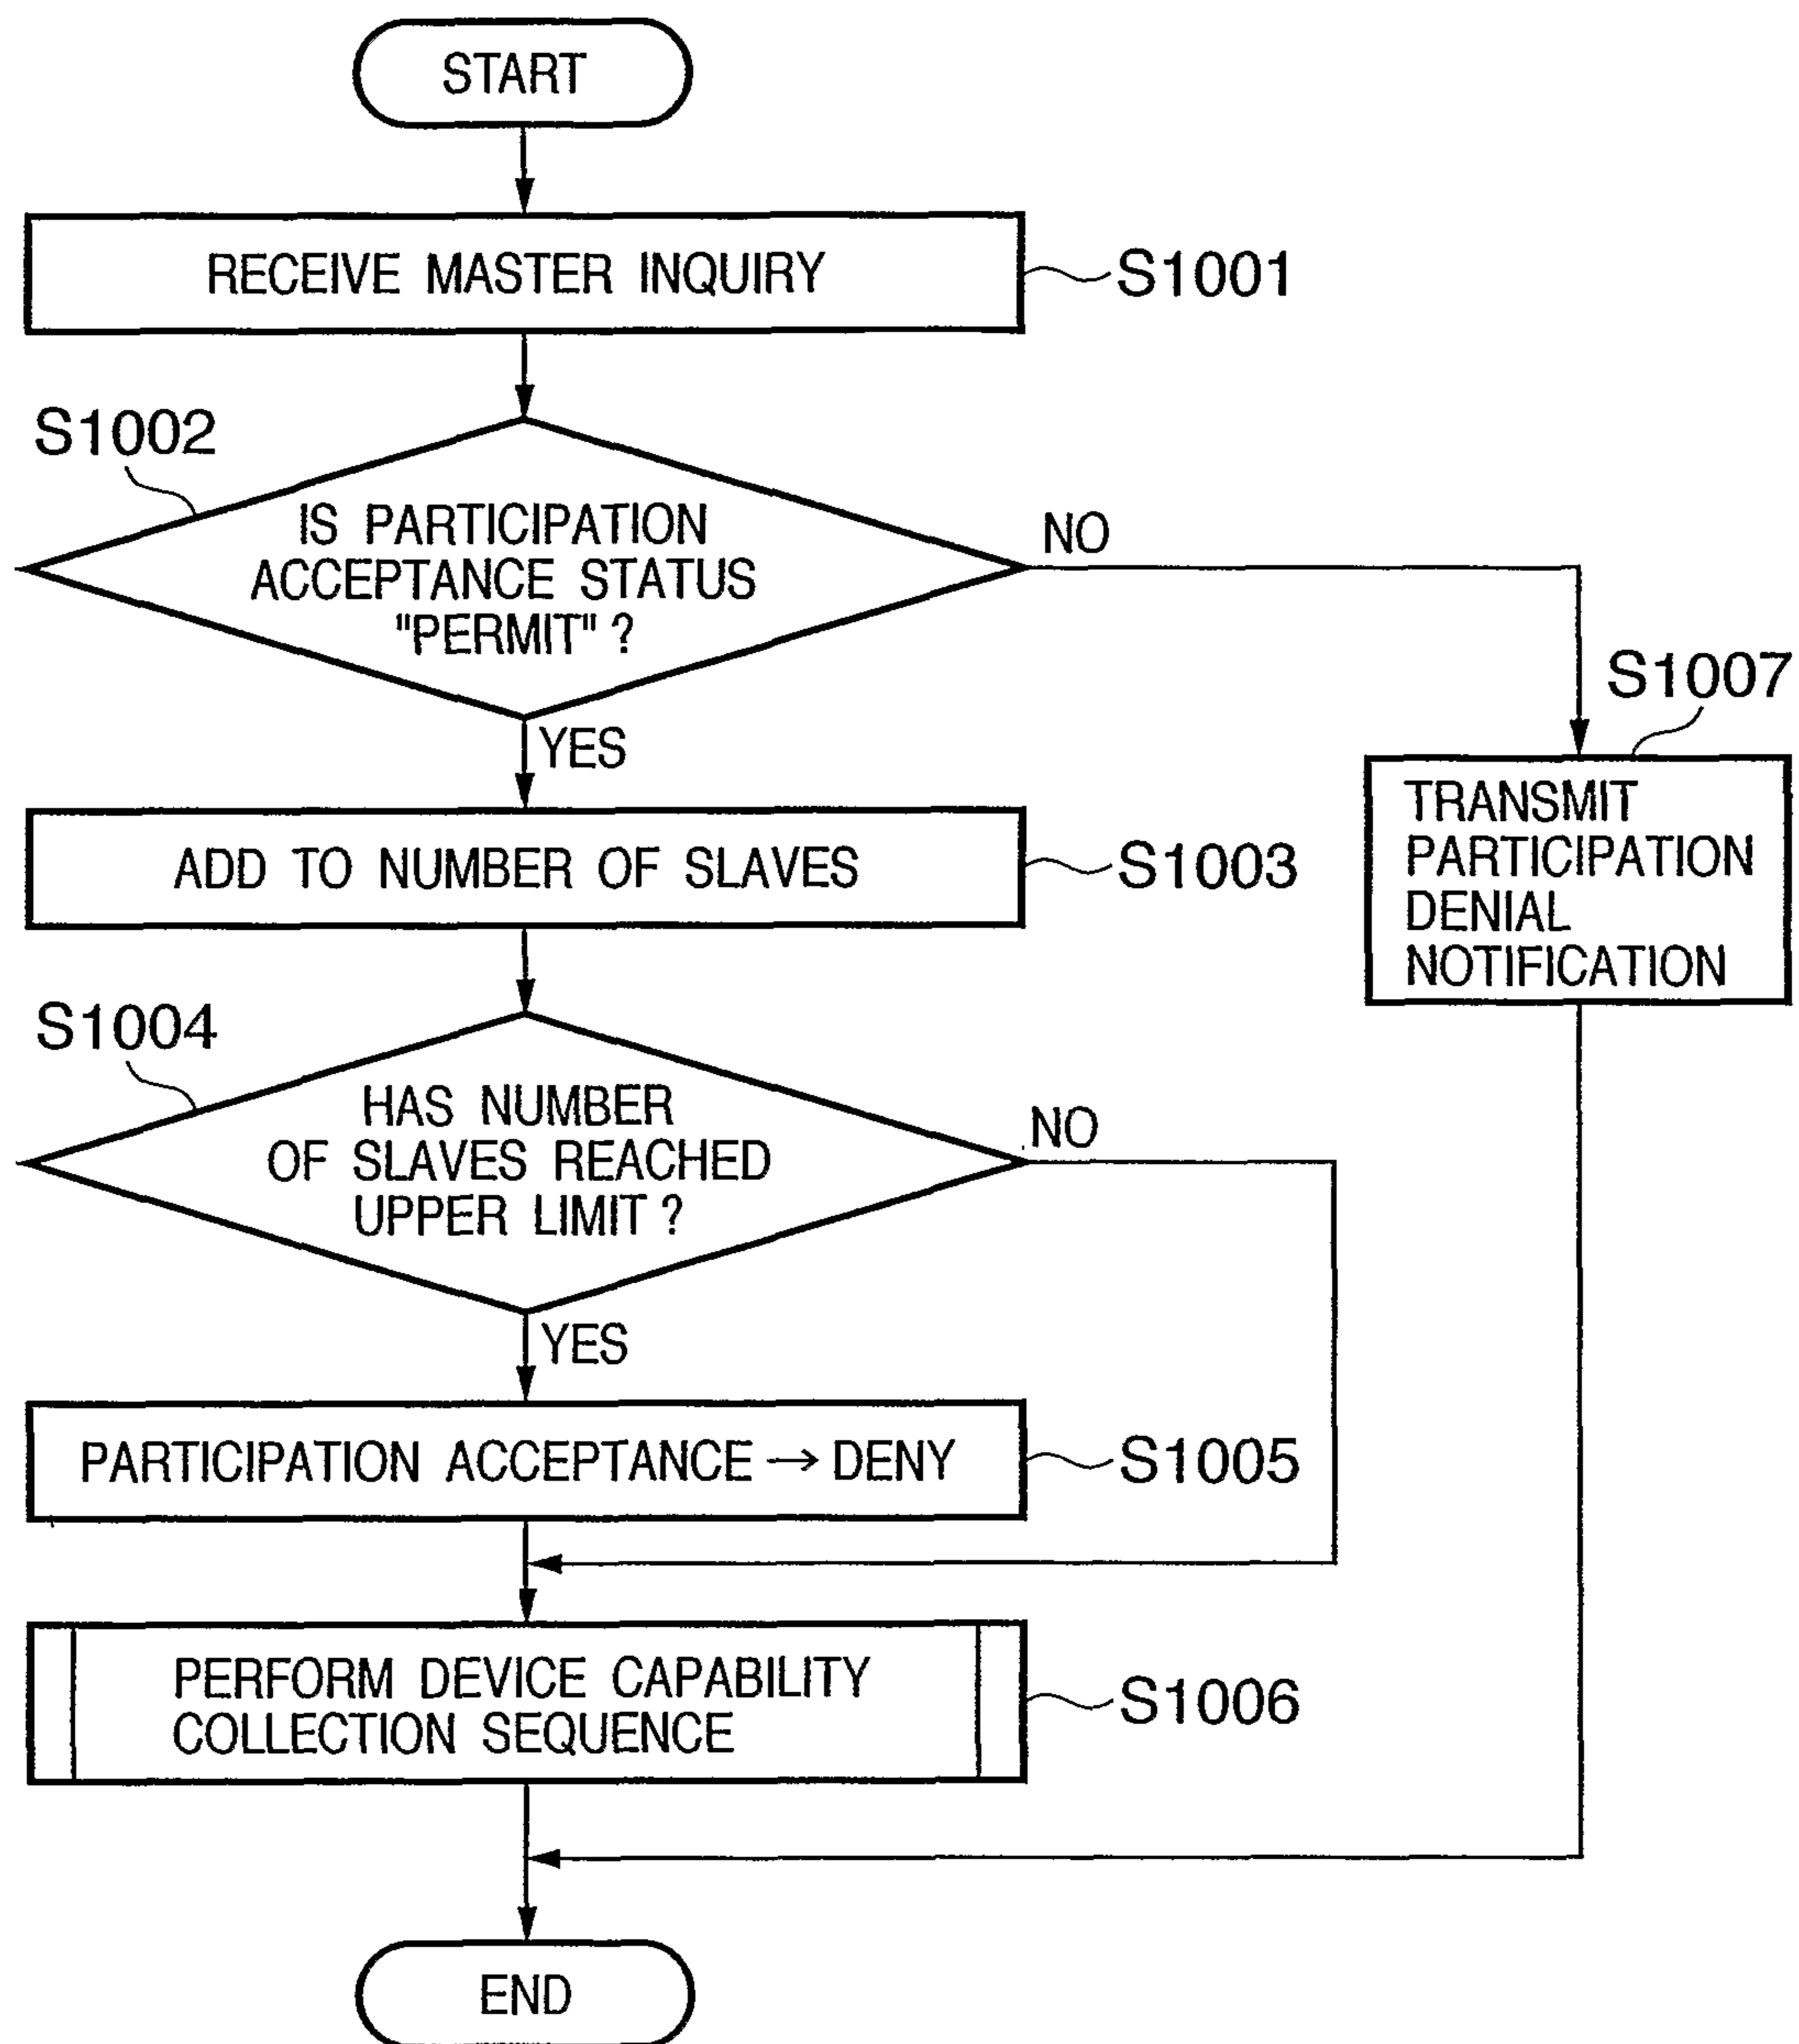 START
RECEIVE MASTER INQUIRY
S1001
S1002
IS PARTICIPATION
ACCEPTANCE STATUS
"PERMIT" ?
NO
YES
S1007
TRANSMIT
PARTICIPATION
DENIAL
NOTIFICATION
ADD TO NUMBER OF SLAVES
S1003
S1004
HAS NUMBER
OF SLAVES REACHED
UPPER LIMIT ?
NO
YES
PARTICIPATION ACCEPTANCE → DENY
S1005
PERFORM DEVICE CAPABILITY
COLLECTION SEQUENCE
S1006
END